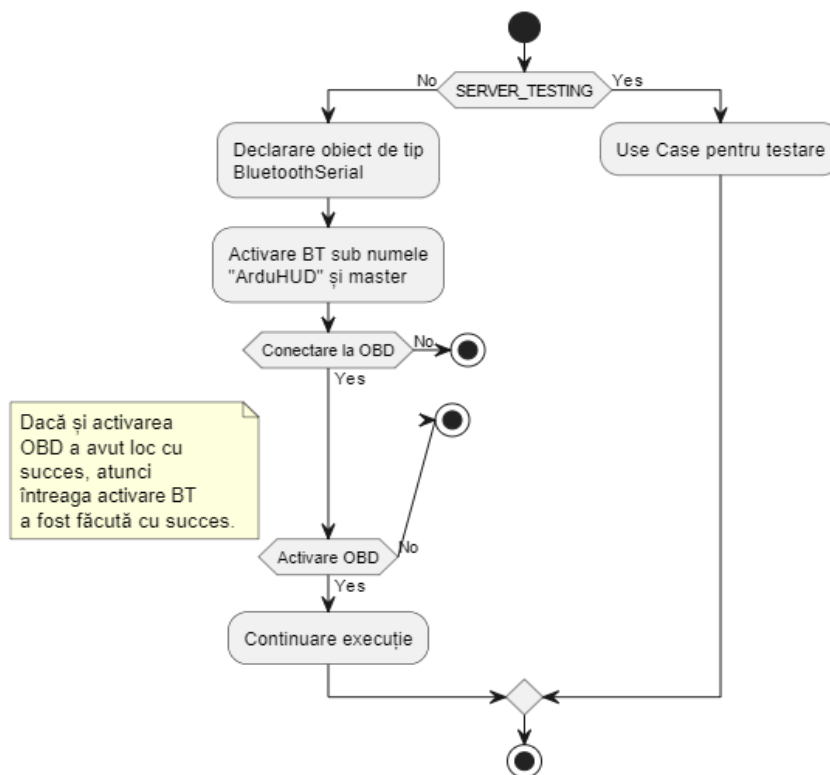 SERVER_TESTING
No
Yes
Declarare obiect de tip
BluetoothSerial
Use Case pentru testare
Activare BT sub numele
"ArduHUD" și master
Conectare la OBD
No
Yes
Dacă și activarea
OBD a avut loc cu
succes, atunci
întreaga activare BT
a fost făcută cu succes.
Activare OBD
No
Yes
Continuare execuție